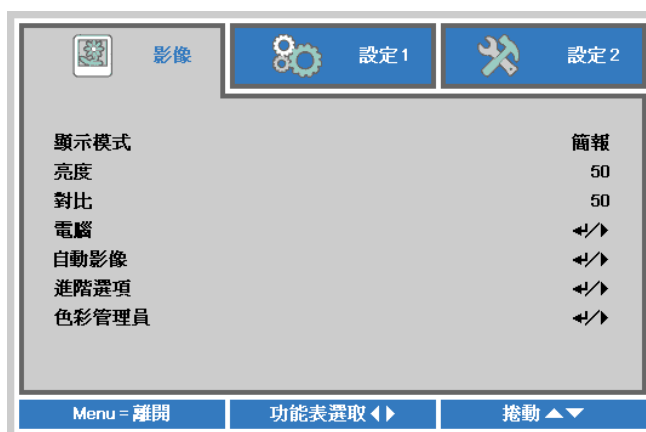 影像 設定1 設定2
顯示模式 簡報
亮度 50
對比 50
電腦 ↵/▶
自動影像 ↵/▶
進階選項 ↵/▶
色彩管理員 ↵/▶
Menu = 離開 功能表選取 ◀▶ 捲動 ▲▼